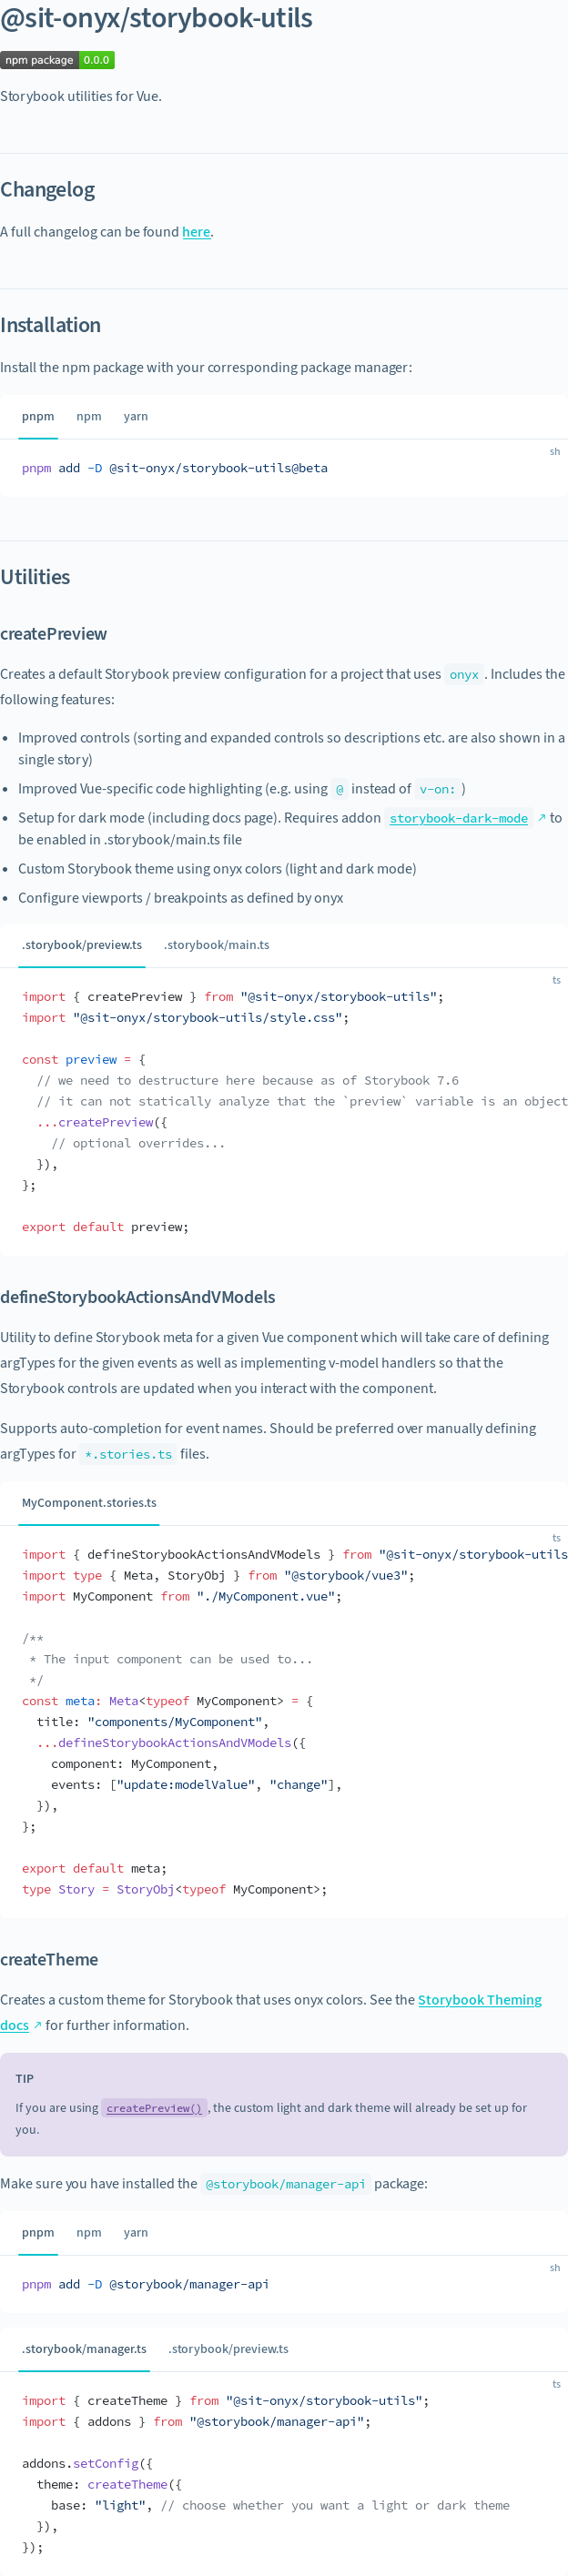 @sit-onyx/storybook-utils
npm package 0.0.0
Storybook utilities for Vue.
Changelog
A full changelog can be found here.
Installation
Install the npm package with your corresponding package manager:
pnpm npm yarn
sh
pnpm add -D @sit-onyx/storybook-utils@beta
Utilities
createPreview
Creates a default Storybook preview configuration for a project that uses onyx . Includes the
following features:
• Improved controls (sorting and expanded controls so descriptions etc. are also shown in a
single story)
• Improved Vue-specific code highlighting (e.g. using @ instead of v-on: )
• Setup for dark mode (including docs page). Requires addon storybook-dark-mode ↗ to
be enabled in .storybook/main.ts file
• Custom Storybook theme using onyx colors (light and dark mode)
• Configure viewports / breakpoints as defined by onyx
.storybook/preview.ts .storybook/main.ts
ts
import { createPreview } from "@sit-onyx/storybook-utils";
import "@sit-onyx/storybook-utils/style.css";
const preview = {
// we need to destructure here because as of Storybook 7.6
// it can not statically analyze that the `preview` variable is an object
...createPreview({
// optional overrides...
}),
};
export default preview;
defineStorybookActionsAndVModels
Utility to define Storybook meta for a given Vue component which will take care of defining
argTypes for the given events as well as implementing v-model handlers so that the
Storybook controls are updated when you interact with the component.
Supports auto-completion for event names. Should be preferred over manually defining
argTypes for *.stories.ts files.
MyComponent.stories.ts
ts
import { defineStorybookActionsAndVModels } from "@sit-onyx/storybook-utils
import type { Meta, StoryObj } from "@storybook/vue3";
import MyComponent from "./MyComponent.vue";
/**
* The input component can be used to...
*/
const meta: Meta<typeof MyComponent> = {
title: "components/MyComponent",
...defineStorybookActionsAndVModels({
component: MyComponent,
events: ["update:modelValue", "change"],
}),
};
export default meta;
type Story = StoryObj<typeof MyComponent>;
createTheme
Creates a custom theme for Storybook that uses onyx colors. See the Storybook Theming
docs ↗ for further information.
TIP
If you are using createPreview() , the custom light and dark theme will already be set up for
you.
Make sure you have installed the @storybook/manager-api package:
pnpm npm yarn
sh
pnpm add -D @storybook/manager-api
.storybook/manager.ts .storybook/preview.ts
ts
import { createTheme } from "@sit-onyx/storybook-utils";
import { addons } from "@storybook/manager-api";
addons.setConfig({
theme: createTheme({
base: "light", // choose whether you want a light or dark theme
}),
});